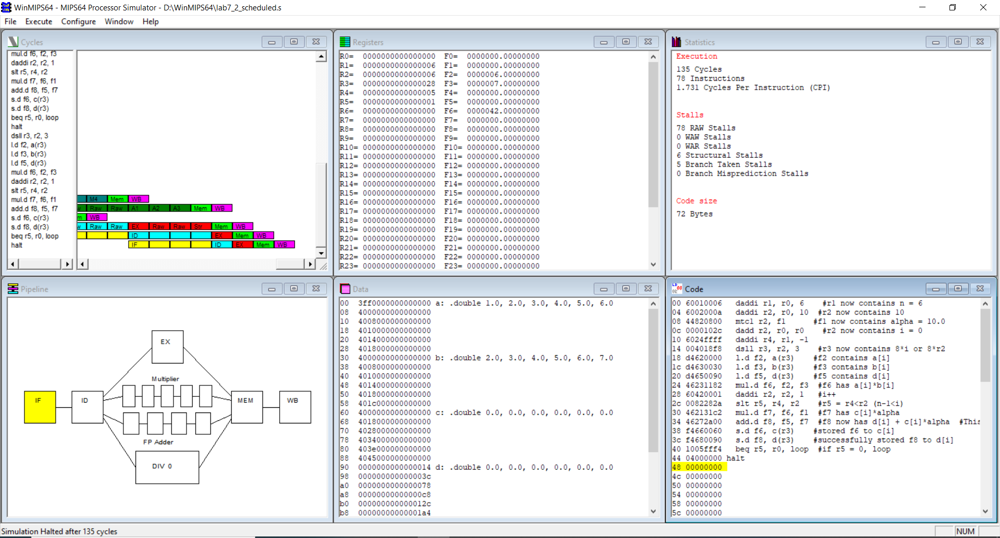 WinMIPS64 - MIPS64 Processor Simulator - D:\WinMIPS64\lab7_2_scheduled.s
File Execute Configure Window Help
Cycles
mul.d f6, f2, f3
daddi r2, r2, 1
slt r5, r4, r2
mul.d f7, f6, f1
add.d f8, f5, f7
s.d f6, c(r3)
s.d f8, d(r3)
beq r5, r0, loop
halt
dsll r3, r2, 3
l.d f2, a(r3)
l.d f3, b(r3)
l.d f5, d(r3)
mul.d f6, f2, f3
daddi r2, r2, 1
slt r5, r4, r2
mul.d f7, f6, f1
add.d f8, f5, f7
s.d f6, c(r3)
s.d f8, d(r3)
beq r5, r0, loop
halt
M4 Mem WB
Raw Raw A1 A2 A3 Mem WB
WB
Raw Raw EX Raw Raw Str Mem WB
ID EX Mem WB
IF ID EX Mem WB
Registers
R0= 0000000000000000 F0= 0000000.00000000
R1= 0000000000000006 F1= 0000000.00000000
R2= 0000000000000006 F2= 0000006.00000000
R3= 0000000000000028 F3= 0000007.00000000
R4= 0000000000000005 F4= 0000000.00000000
R5= 0000000000000001 F5= 0000000.00000000
R6= 0000000000000000 F6= 0000042.00000000
R7= 0000000000000000 F7= 0000000.00000000
R8= 0000000000000000 F8= 0000000.00000000
R9= 0000000000000000 F9= 0000000.00000000
R10= 0000000000000000 F10= 0000000.00000000
R11= 0000000000000000 F11= 0000000.00000000
R12= 0000000000000000 F12= 0000000.00000000
R13= 0000000000000000 F13= 0000000.00000000
R14= 0000000000000000 F14= 0000000.00000000
R15= 0000000000000000 F15= 0000000.00000000
R16= 0000000000000000 F16= 0000000.00000000
R17= 0000000000000000 F17= 0000000.00000000
R18= 0000000000000000 F18= 0000000.00000000
R19= 0000000000000000 F19= 0000000.00000000
R20= 0000000000000000 F20= 0000000.00000000
R21= 0000000000000000 F21= 0000000.00000000
R22= 0000000000000000 F22= 0000000.00000000
R23= 0000000000000000 F23= 0000000.00000000
Statistics
Execution
135 Cycles
78 Instructions
1.731 Cycles Per Instruction (CPI)
Stalls
78 RAW Stalls
0 WAW Stalls
0 WAR Stalls
6 Structural Stalls
5 Branch Taken Stalls
0 Branch Misprediction Stalls
Code size
72 Bytes
Pipeline
EX
Multiplier
IF ID MEM WB
FP Adder
DIV 0
Data
00 3ff0000000000000 a: .double 1.0, 2.0, 3.0, 4.0, 5.0, 6.0
08 4000000000000000
10 4008000000000000
18 4010000000000000
20 4014000000000000
28 4018000000000000
30 4000000000000000 b: .double 2.0, 3.0, 4.0, 5.0, 6.0, 7.0
38 4008000000000000
40 4010000000000000
48 4014000000000000
50 4018000000000000
58 401c000000000000
60 4000000000000000 c: .double 0.0, 0.0, 0.0, 0.0, 0.0, 0.0
68 4018000000000000
70 4028000000000000
78 4034000000000000
80 403e000000000000
88 4045000000000000
90 0000000000000014 d: .double 0.0, 0.0, 0.0, 0.0, 0.0, 0.0
98 000000000000003c
a0 0000000000000078
a8 00000000000000c8
b0 000000000000012c
b8 00000000000001a4
Code
00 60010006 daddi r1, r0, 6 #r1 now contains n = 6
04 6002000a daddi r2, r0, 10 #r2 now contains 10
08 44820800 mtc1 r2, f1 #f1 now contains alpha = 10.0
0c 0000102c dadd r2, r0, r0 #r2 now contains i = 0
10 6024ffff daddi r4, r1, -1
14 004018f8 dsll r3, r2, 3 #r3 now contains 8*i or 8*r2
18 d4620000 l.d f2, a(r3) #f2 contains a[i]
1c d4630030 l.d f3, b(r3) #f3 contains b[i]
20 d4650090 l.d f5, d(r3) #f5 contains d[i]
24 46231182 mul.d f6, f2, f3 #f6 has a[i]*b[i]
28 60420001 daddi r2, r2, 1 #i++
2c 0082282a slt r5, r4, r2 #r5 = r4<r2 (n-1<i)
30 462131c2 mul.d f7, f6, f1 #f7 has c[i]*alpha
34 46272a00 add.d f8, f5, f7 #f8 now has d[i] + c[i]*alpha #This
38 f4660060 s.d f6, c(r3) #stored f6 to c[i]
3c f4680090 s.d f8, d(r3) #successfully stored f8 to d[i]
40 1005fff4 beq r5, r0, loop #if r5 = 0, loop
44 04000000 halt
48 00000000
4c 00000000
50 00000000
54 00000000
58 00000000
5c 00000000
Simulation Halted after 135 cycles
NUM